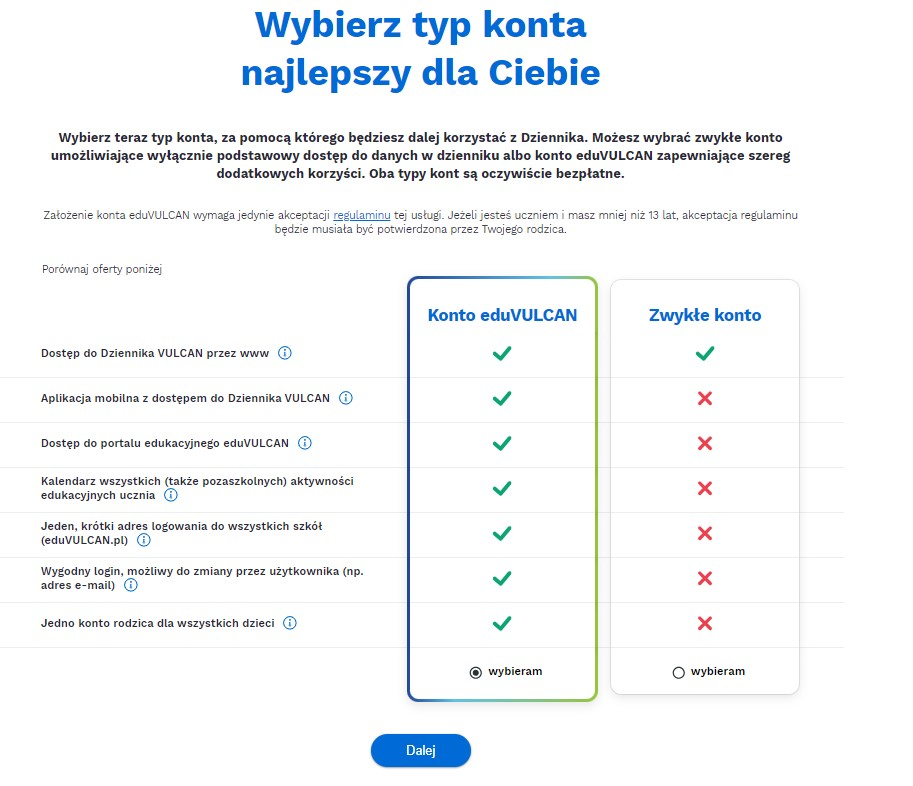 Wybierz typ konta
najlepszy dla Ciebie
Wybierz teraz typ konta, za pomocą którego będziesz dalej korzystać z Dziennika. Możesz wybrać zwykłe konto
umożliwiające wyłącznie podstawowy dostęp do danych w dzienniku albo konto eduVULCAN zapewniające szereg
dodatkowych korzyści. Oba typy kont są oczywiście bezpłatne.
Założenie konta eduVULCAN wymaga jedynie akceptacji regulaminu tej usługi. Jeżeli jesteś uczniem i masz mniej niż 13 lat, akceptacja regulaminu
będzie musiała być potwierdzona przez Twojego rodzica.
Porównaj oferty poniżej
Konto eduVULCAN
Zwykłe konto
Dostęp do Dziennika VULCAN przez www
Aplikacja mobilna z dostępem do Dziennika VULCAN
Dostęp do portalu edukacyjnego eduVULCAN
Kalendarz wszystkich (także pozaszkolnych) aktywności
edukacyjnych ucznia
Jeden, krótki adres logowania do wszystkich szkół
(eduVULCAN.pl)
Wygodny login, możliwy do zmiany przez użytkownika (np.
adres e-mail)
Jedno konto rodzica dla wszystkich dzieci
wybieram
wybieram
Dalej